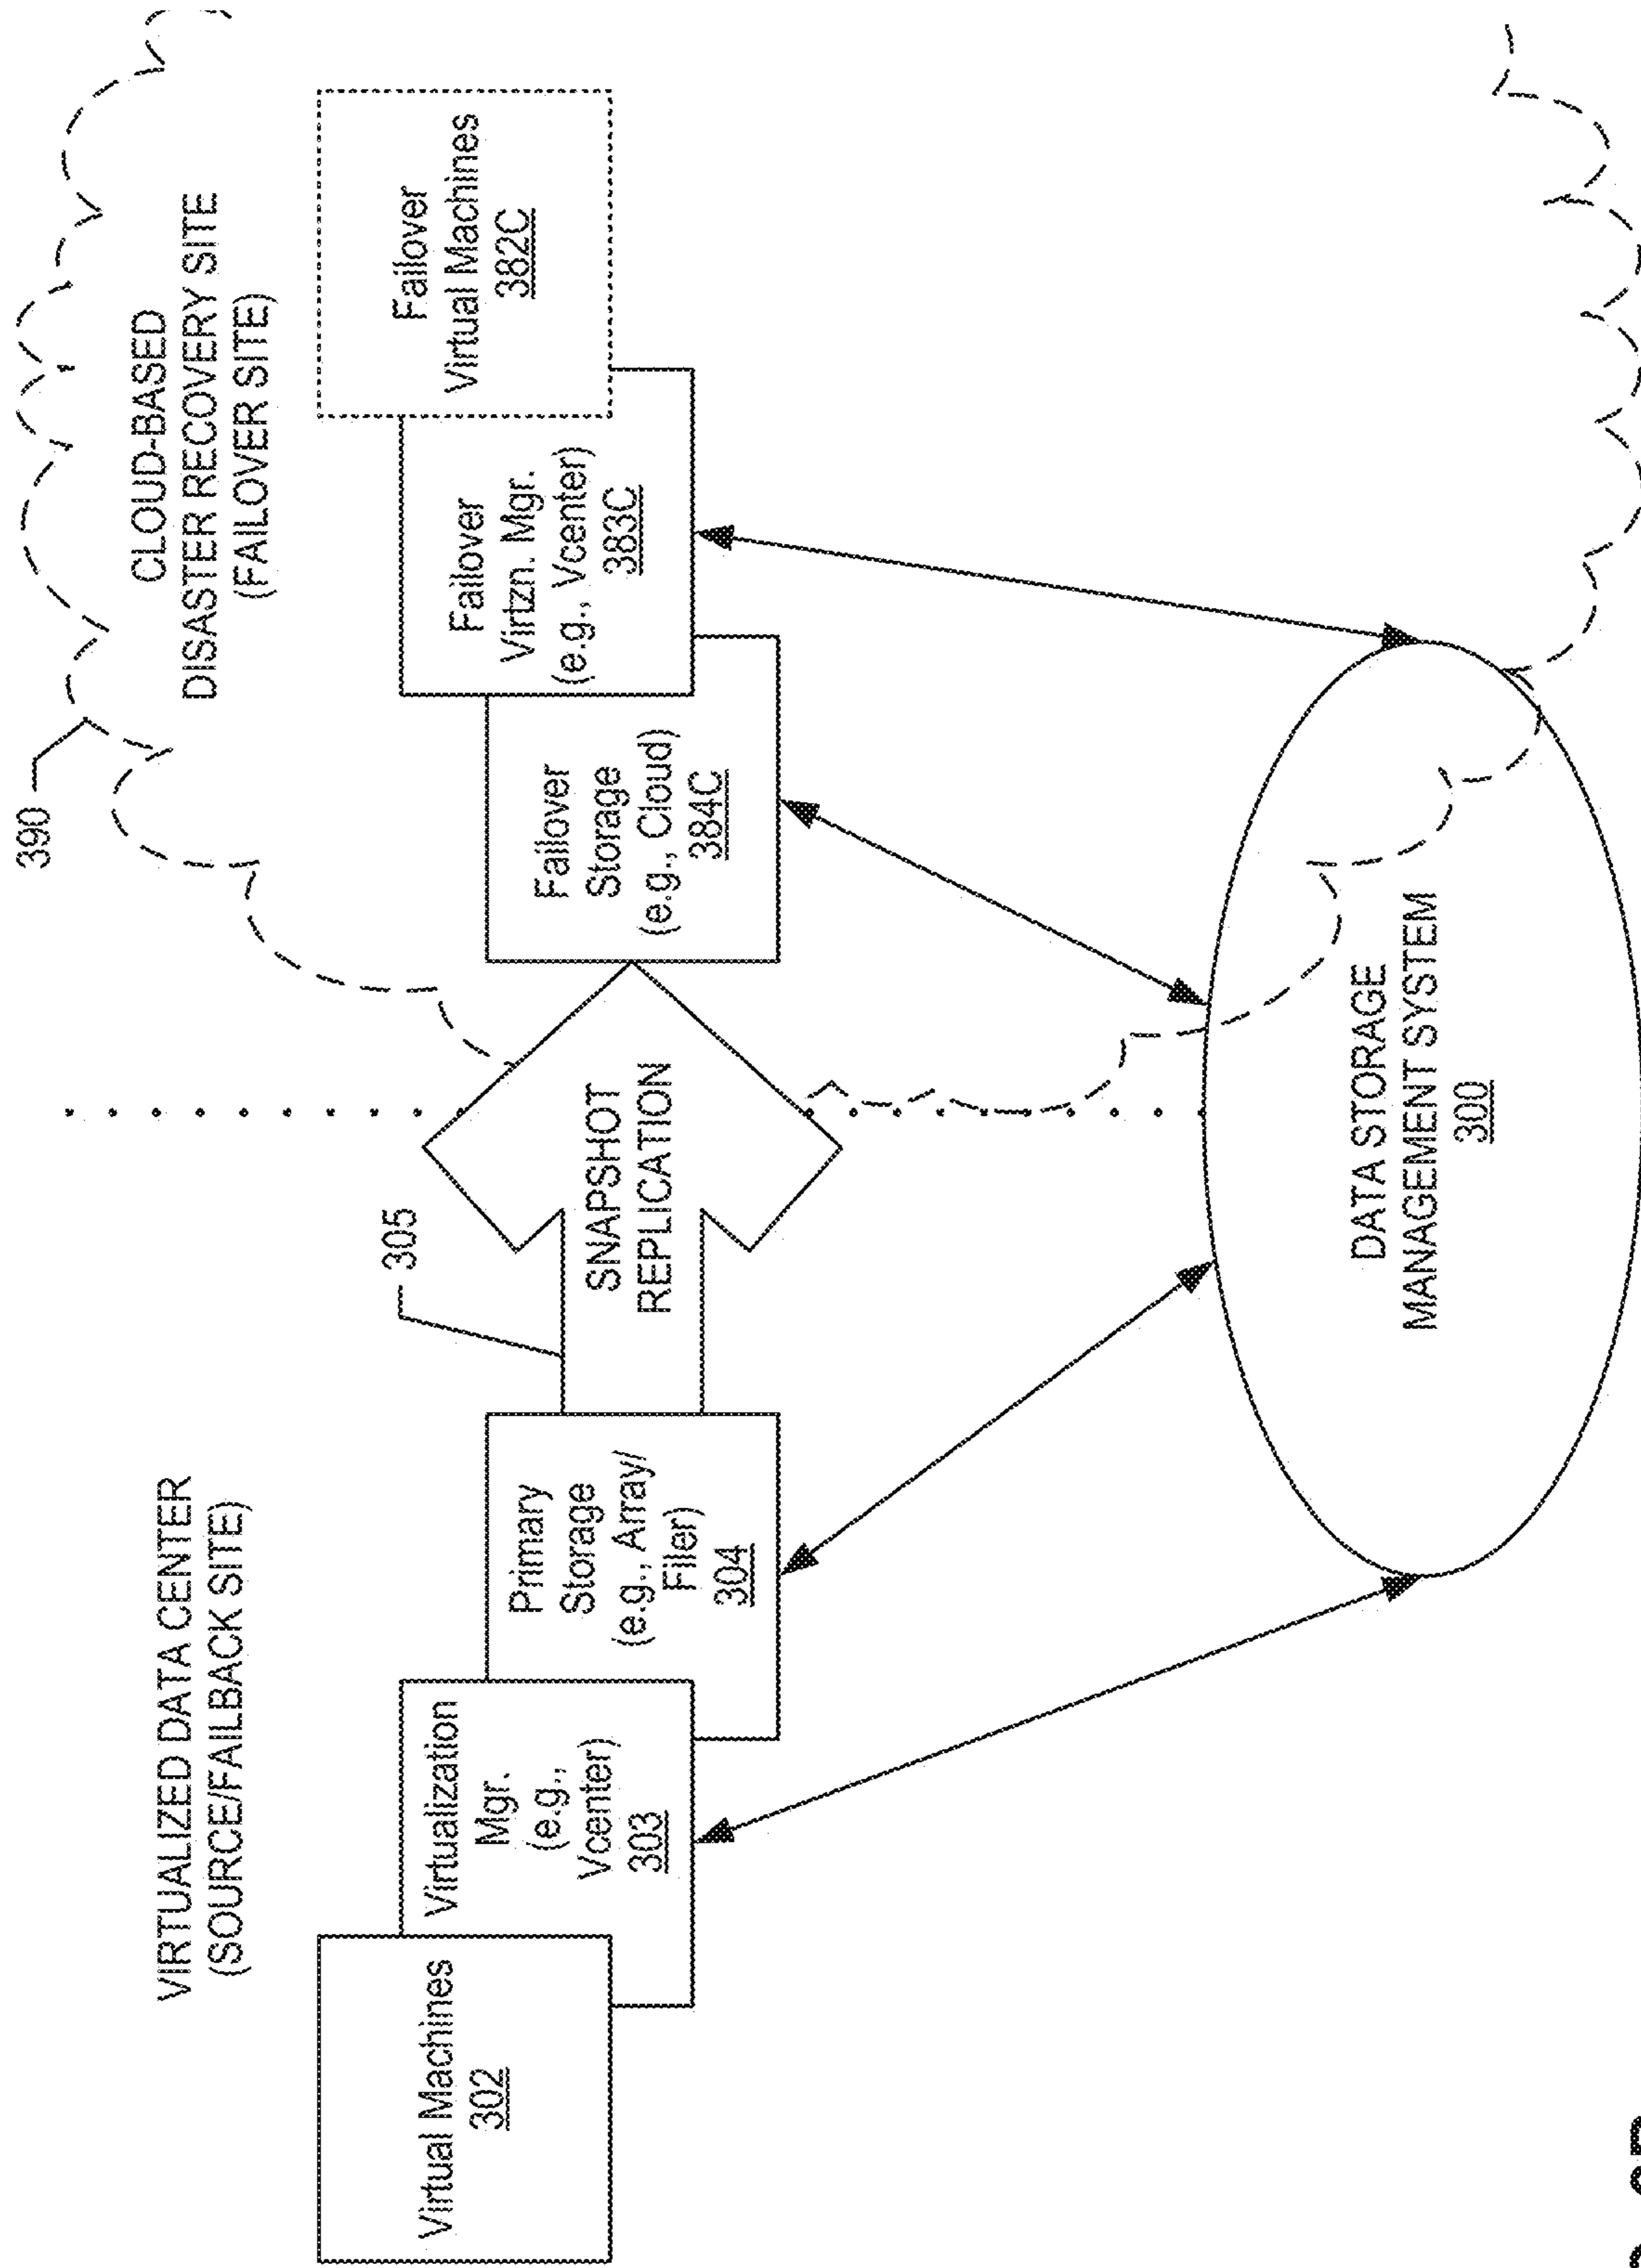 390
CLOUD-BASED
DISASTER RECOVERY SITE
(FAILOVER SITE)
VIRTUALIZED DATA CENTER
(SOURCE/FAILBACK SITE)
Virtual Machines
302
Virtualization
Mgr.
(e.g.,
Vcenter)
303
Primary
Storage
(e.g., Array/
Filer)
304
305
SNAPSHOT
REPLICATION
Failover
Storage
(e.g., Cloud)
384C
Failover
Virtzn. Mgr.
(e.g., Vcenter)
383C
Failover
Virtual Machines
382C
DATA STORAGE
MANAGEMENT SYSTEM
300